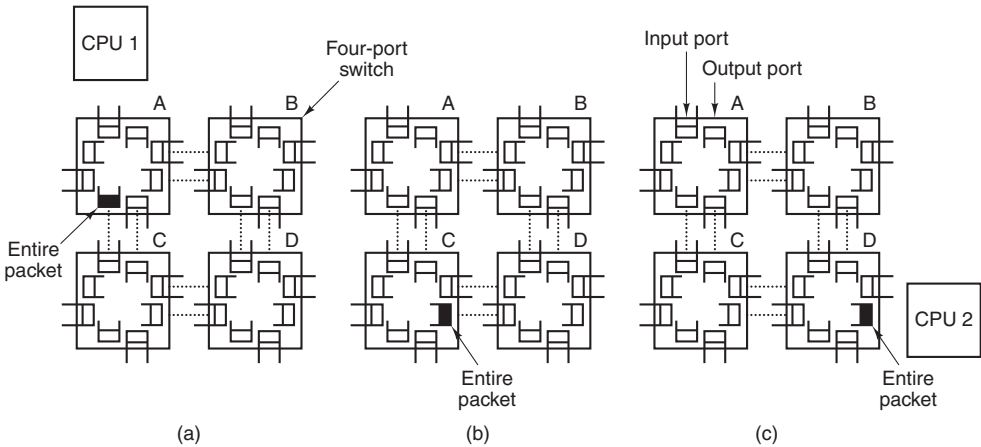 CPU 1
Four-port
switch
A
B
C
D
Entire
packet
(a)
A
B
C
D
Entire
packet
(b)
Input port
Output port
A
B
C
D
CPU 2
Entire
packet
(c)